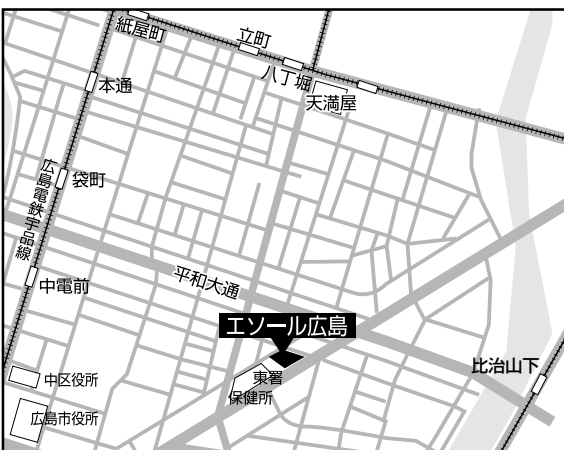 紙屋町
立町
八丁堀
天満屋
本通
袋町
広島電鉄宇品線
平和大通
中電前
エソール広島
東署
保健所
比治山下
中区役所
広島市役所